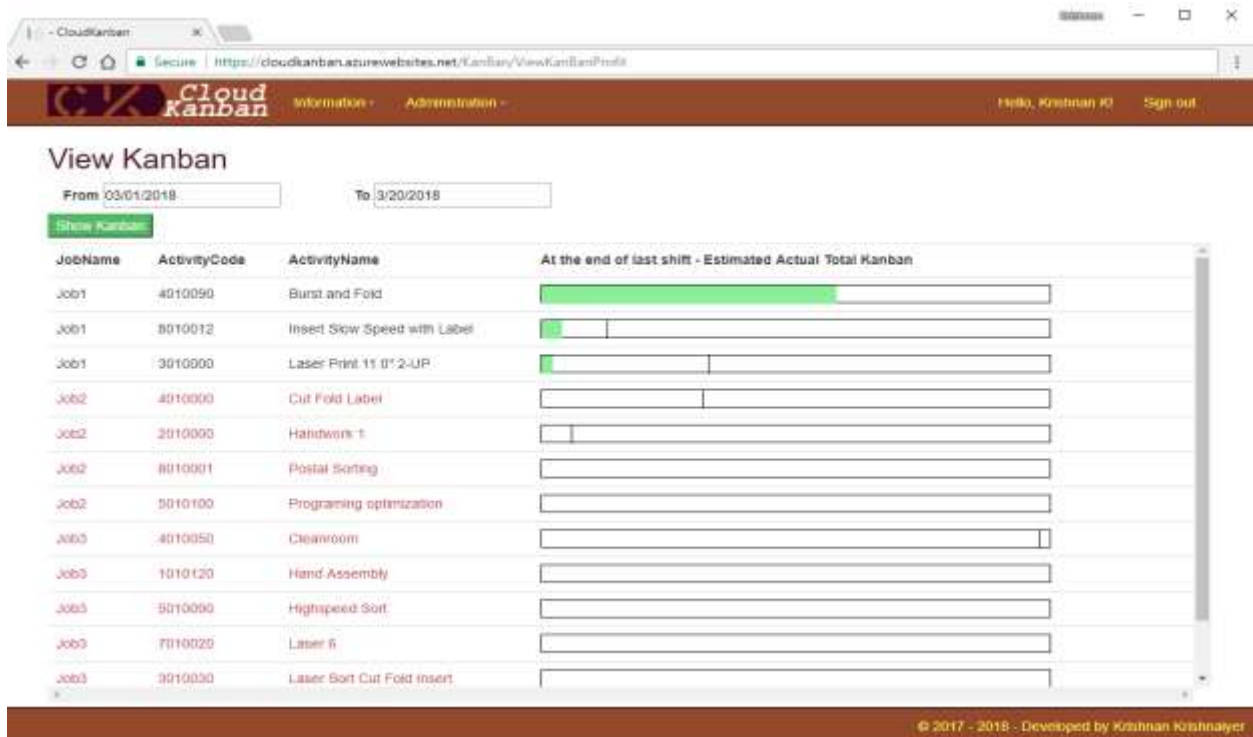 - CloudKanban
Secure | https://cloudkanban.azurewebsites.net/KanBan/ViewKanBanProfit
CK Cloud Kanban Information Administration Hello, Krishnan K! Sign out
View Kanban
From 03/01/2018 To 3/20/2018
Show Kanban
JobName ActivityCode ActivityName At the end of last shift - Estimated Actual Total Kanban
Job1 4010090 Burst and Fold
Job1 8010012 Insert Slow Speed with Label
Job1 3010000 Laser Print 11.0" 2-UP
Job2 4010000 Cut Fold Label
Job2 2010000 Handwork 1
Job2 8010001 Postal Sorting
Job2 5010100 Programing optimization
Job3 4010050 Cleanroom
Job3 1010120 Hand Assembly
Job3 5010090 Highspeed Sort
Job3 7010020 Laser 6
Job3 3010030 Laser Sort Cut Fold Insert
© 2017 - 2018 - Developed by Krishnan Krishnaiyer